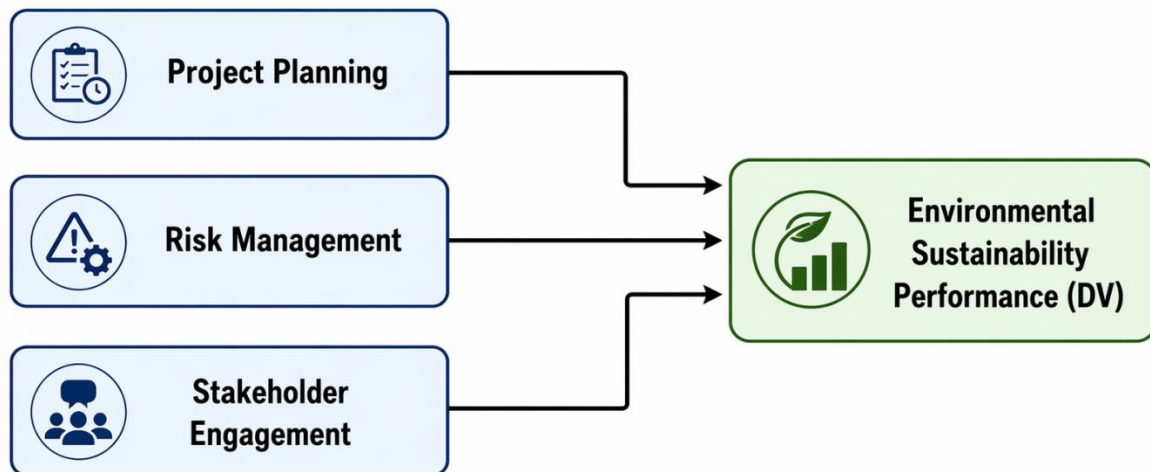 Project Planning
Risk Management
Stakeholder
Engagement
Environmental
Sustainability
Performance (DV)